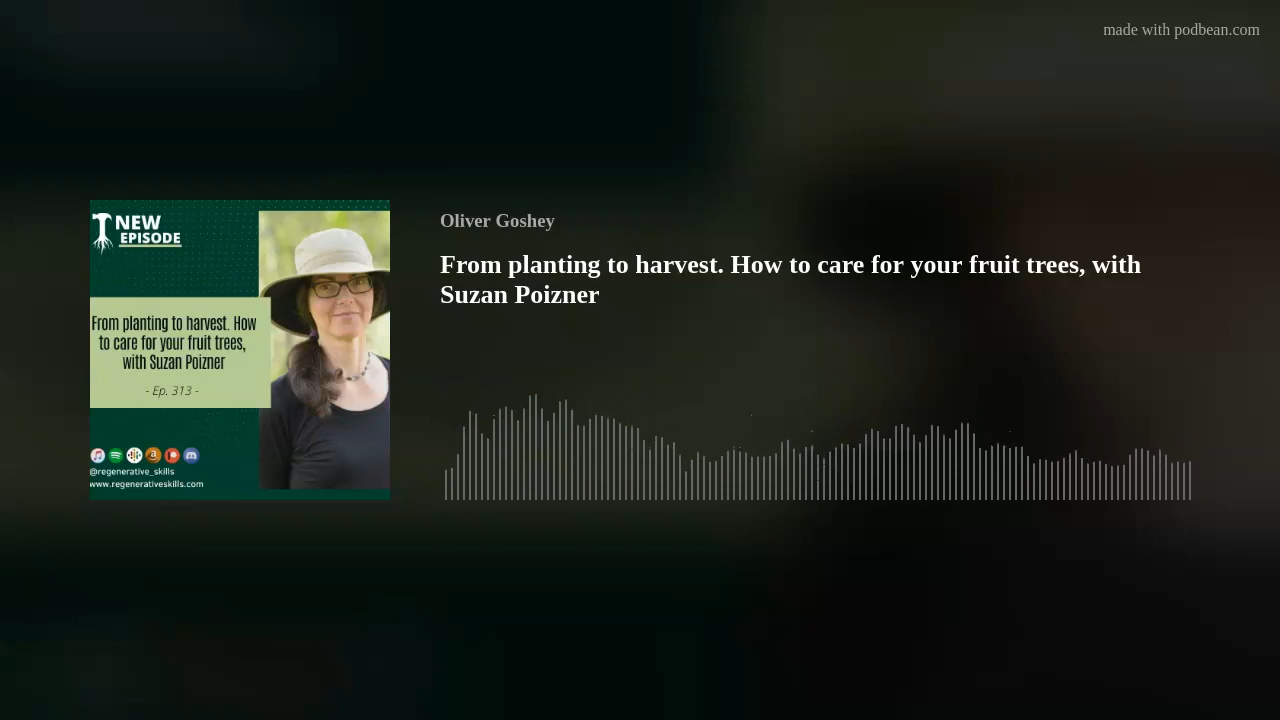 made with podbean.com
NEW
EPISODE
From planting to harvest. How
to care for your fruit trees,
with Suzan Poizner
- Ep. 313 -
@regenerative_skills
www.regenerativeskills.com
Oliver Goshey
From planting to harvest. How to care for your fruit trees, with
Suzan Poizner